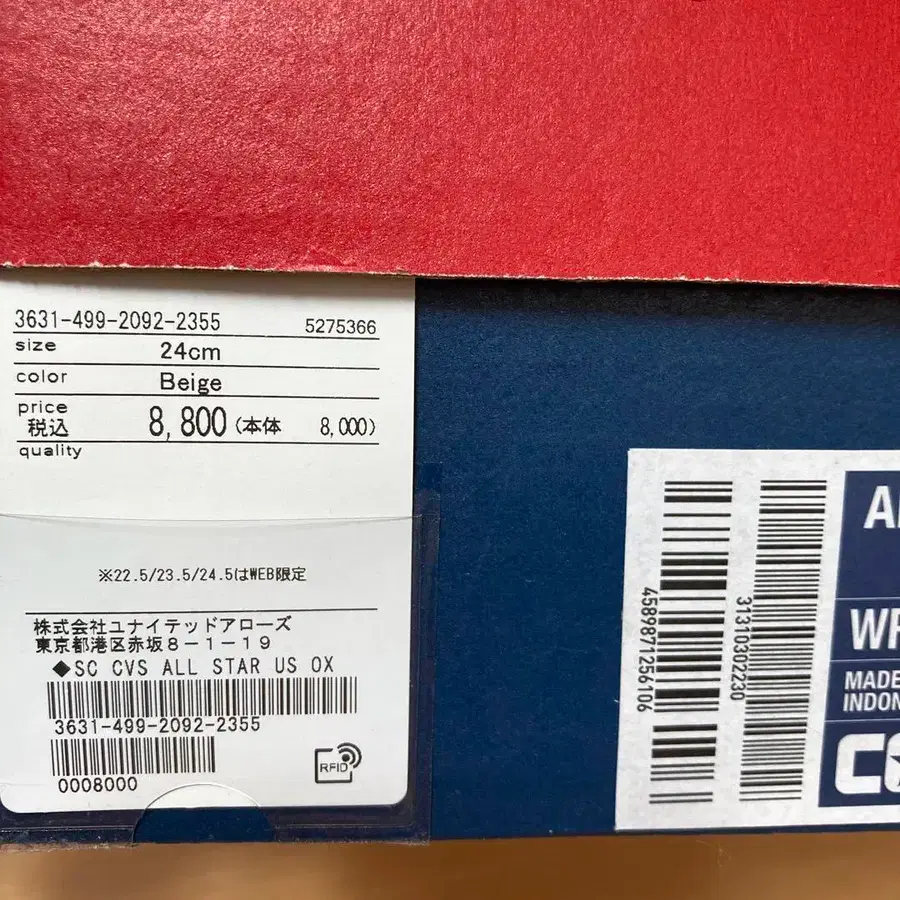 3631-499-2092-2355 5275366
size 24cm
color Beige
price
税込 8,800 (本体 8,000)
quality
※22.5/23.5/24.5はWEB限定
株式会社ユナイテッドアローズ
東京都港区赤坂8-1-19
◆SC CVS ALL STAR US OX
3631-499-2092-2355
0008000
RFID
4589871256106
31310302230
MADE